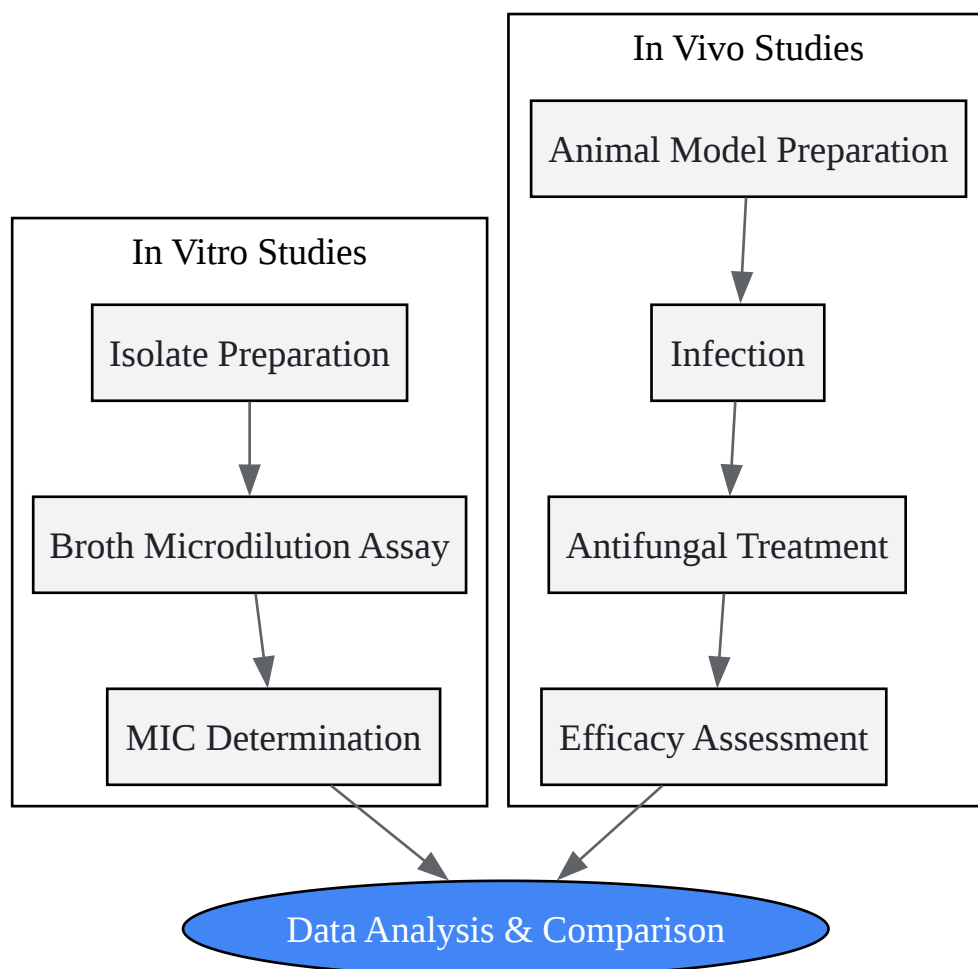 In Vitro Studies
Isolate Preparation
Broth Microdilution Assay
MIC Determination
In Vivo Studies
Animal Model Preparation
Infection
Antifungal Treatment
Efficacy Assessment
Data Analysis & Comparison